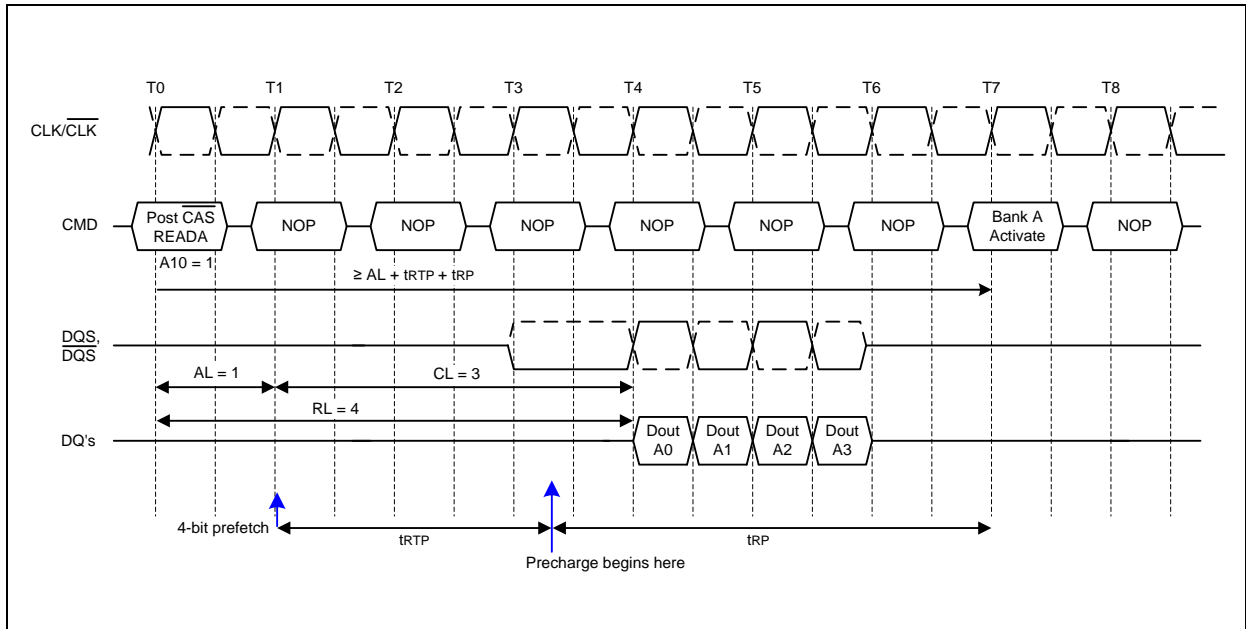 T0 T1 T2 T3 T4 T5 T6 T7 T8
CLK/CLK
CMD
Post CAS
READA
NOP NOP NOP NOP NOP NOP
Bank A
Activate
NOP
A10 = 1
≥ AL + tRTP + tRP
DQS,
DQS
AL = 1
CL = 3
RL = 4
DQ's
Dout
A0
Dout
A1
Dout
A2
Dout
A3
4-bit prefetch
tRTP
tRP
Precharge begins here